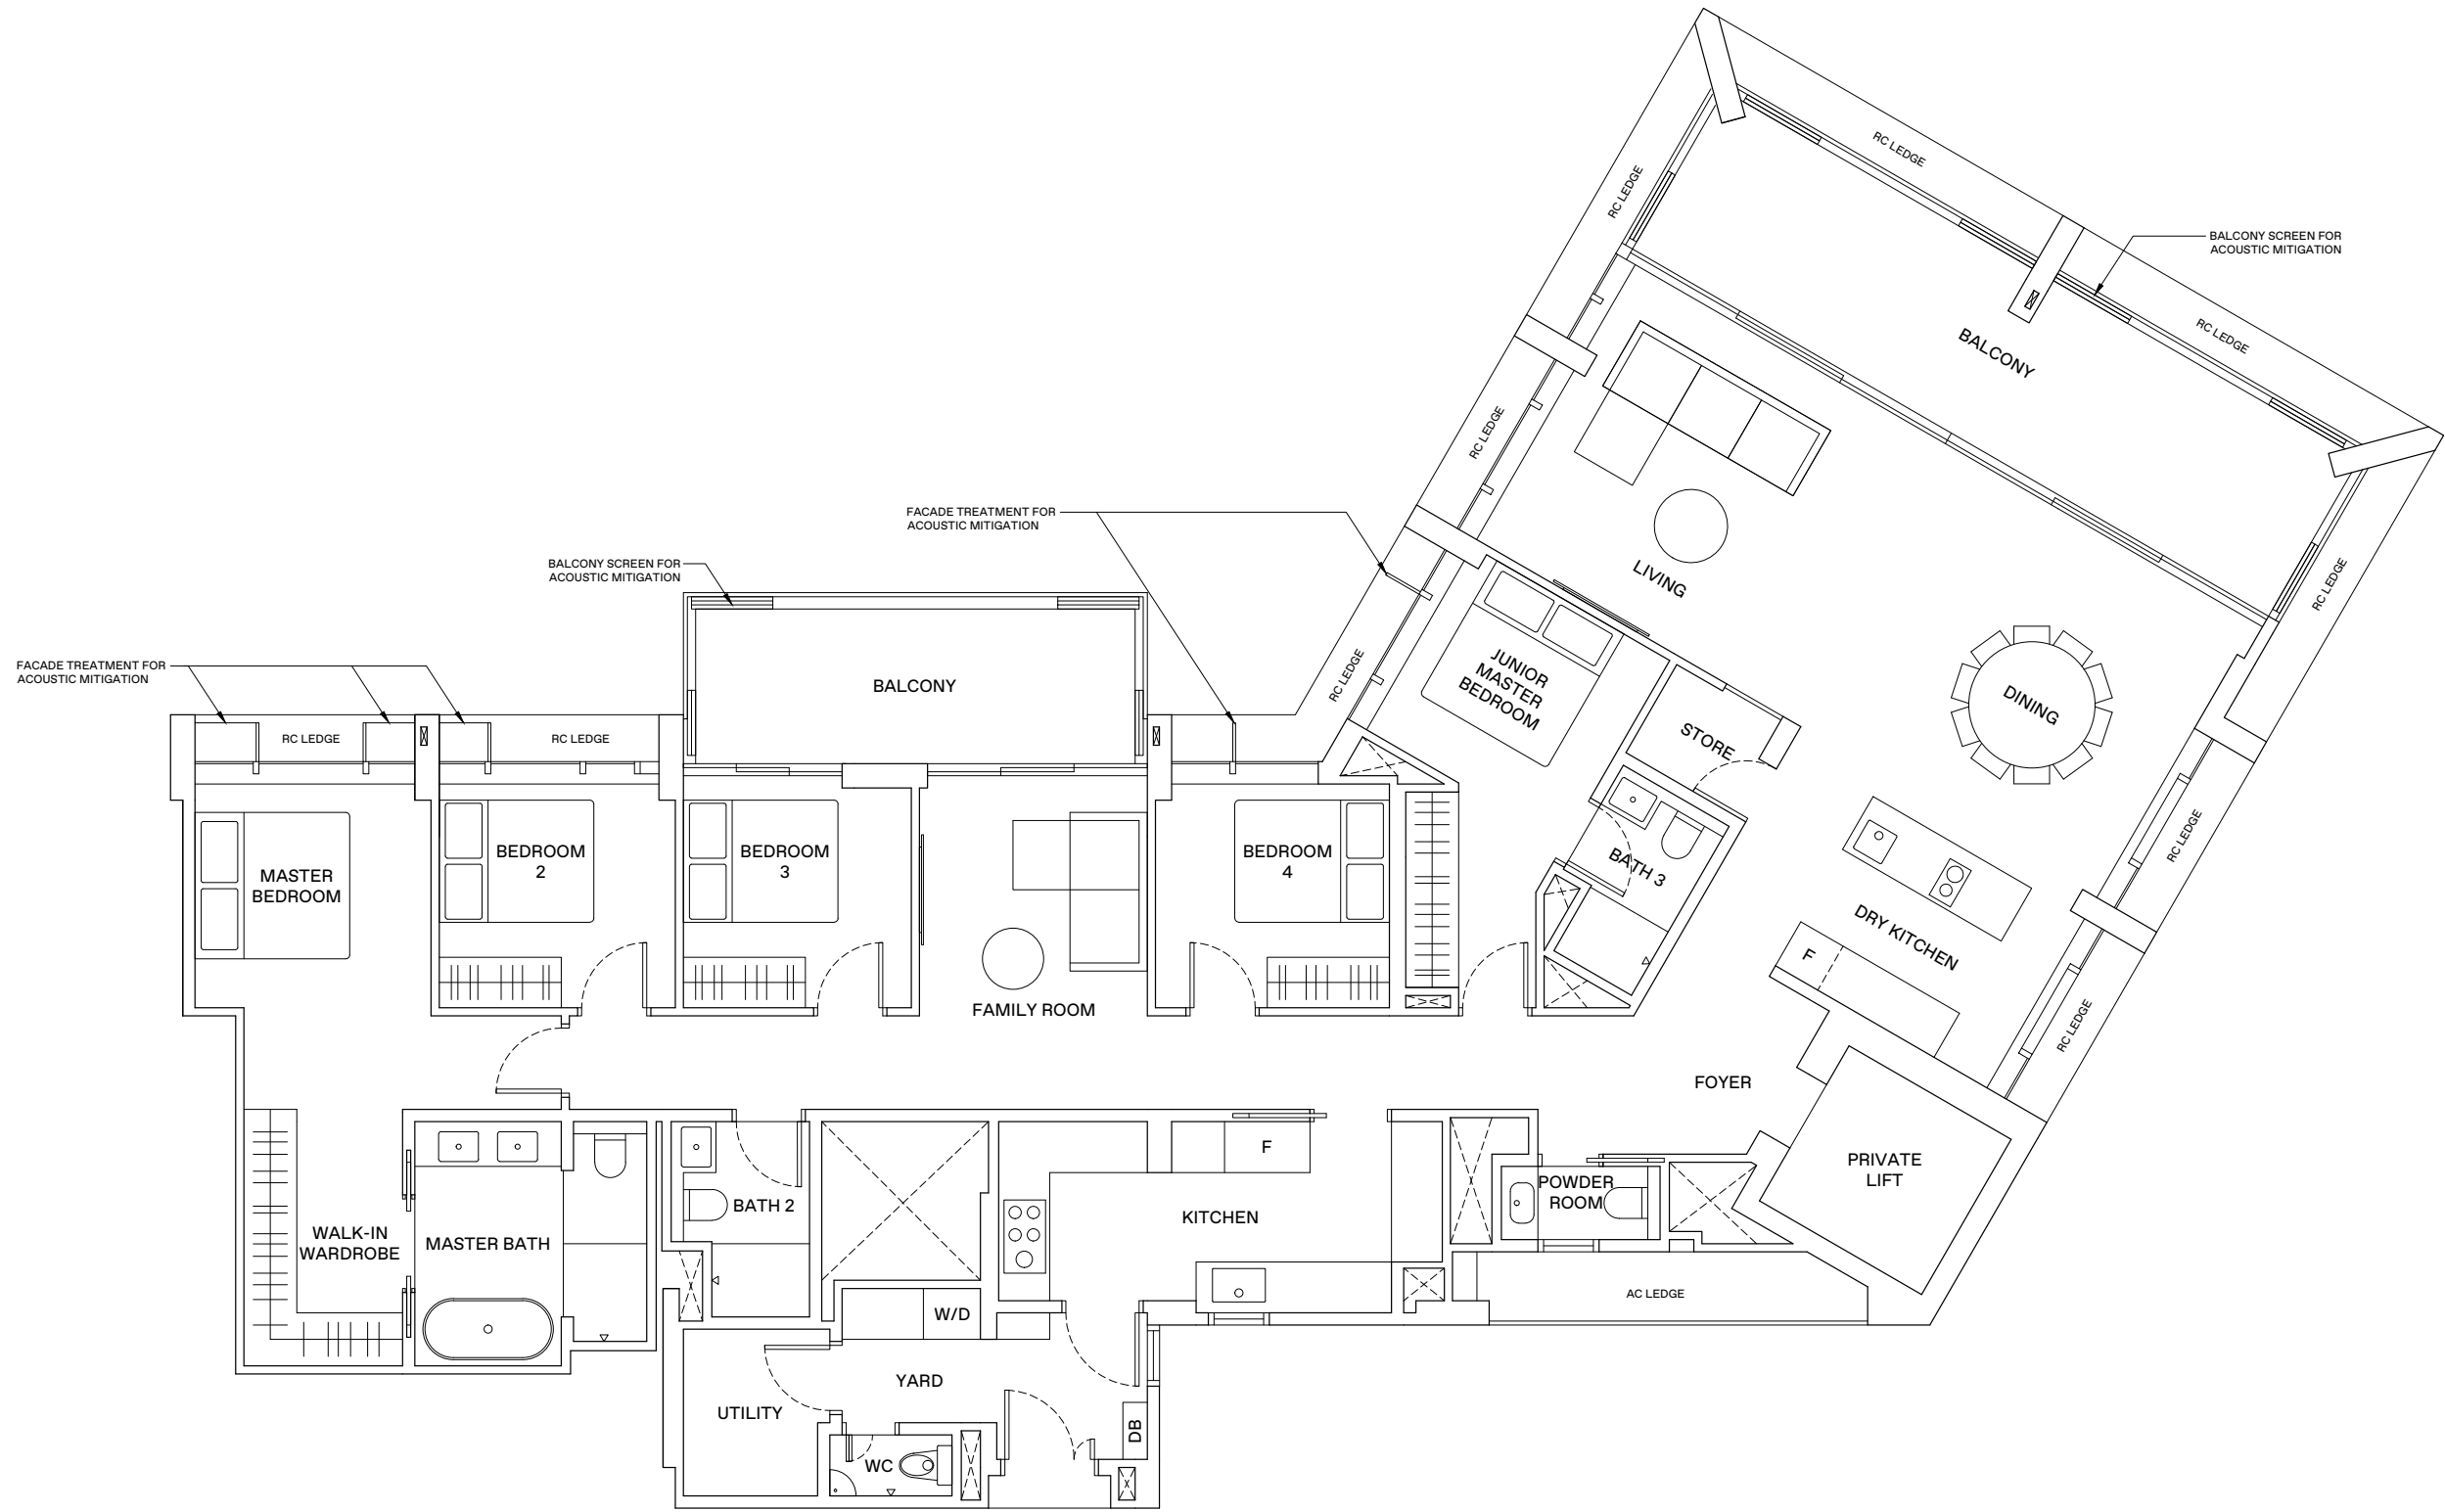 RC LEDGE
RC LEDGE
BALCONY SCREEN FOR
ACOUSTIC MITIGATION
RC LEDGE
BALCONY
RC LEDGE
FACADE TREATMENT FOR
ACOUSTIC MITIGATION
BALCONY SCREEN FOR
ACOUSTIC MITIGATION
LIVING
RC LEDGE
FACADE TREATMENT FOR
ACOUSTIC MITIGATION
BALCONY
RC LEDGE
JUNIOR
MASTER
BEDROOM
DINING
RC LEDGE
RC LEDGE
STORE
RC LEDGE
MASTER
BEDROOM
BEDROOM
2
BEDROOM
3
BEDROOM
4
BATH 3
DRY KITCHEN
F
FAMILY ROOM
RC LEDGE
FOYER
F
PRIVATE
LIFT
POWDER
ROOM
BATH 2
KITCHEN
WALK-IN
WARDROBE
MASTER BATH
AC LEDGE
W/D
YARD
UTILITY
DB
WC